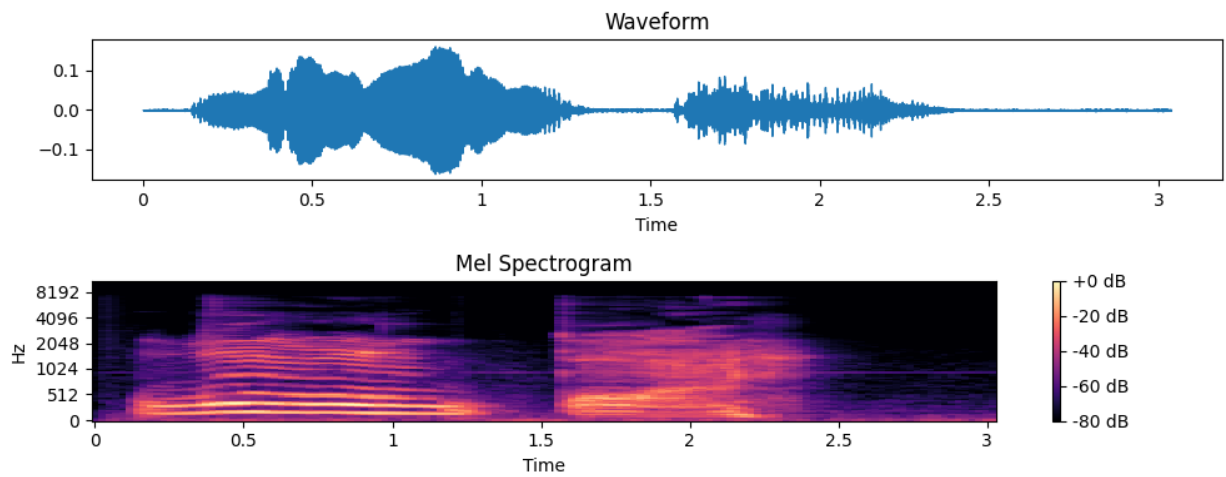 Waveform
0.1
0.0
−0.1
0 0.5 1 1.5 2 2.5 3
Time
Mel Spectrogram
8192
4096
2048
1024
512
0
Hz
0 0.5 1 1.5 2 2.5 3
Time
+0 dB
-20 dB
-40 dB
-60 dB
-80 dB